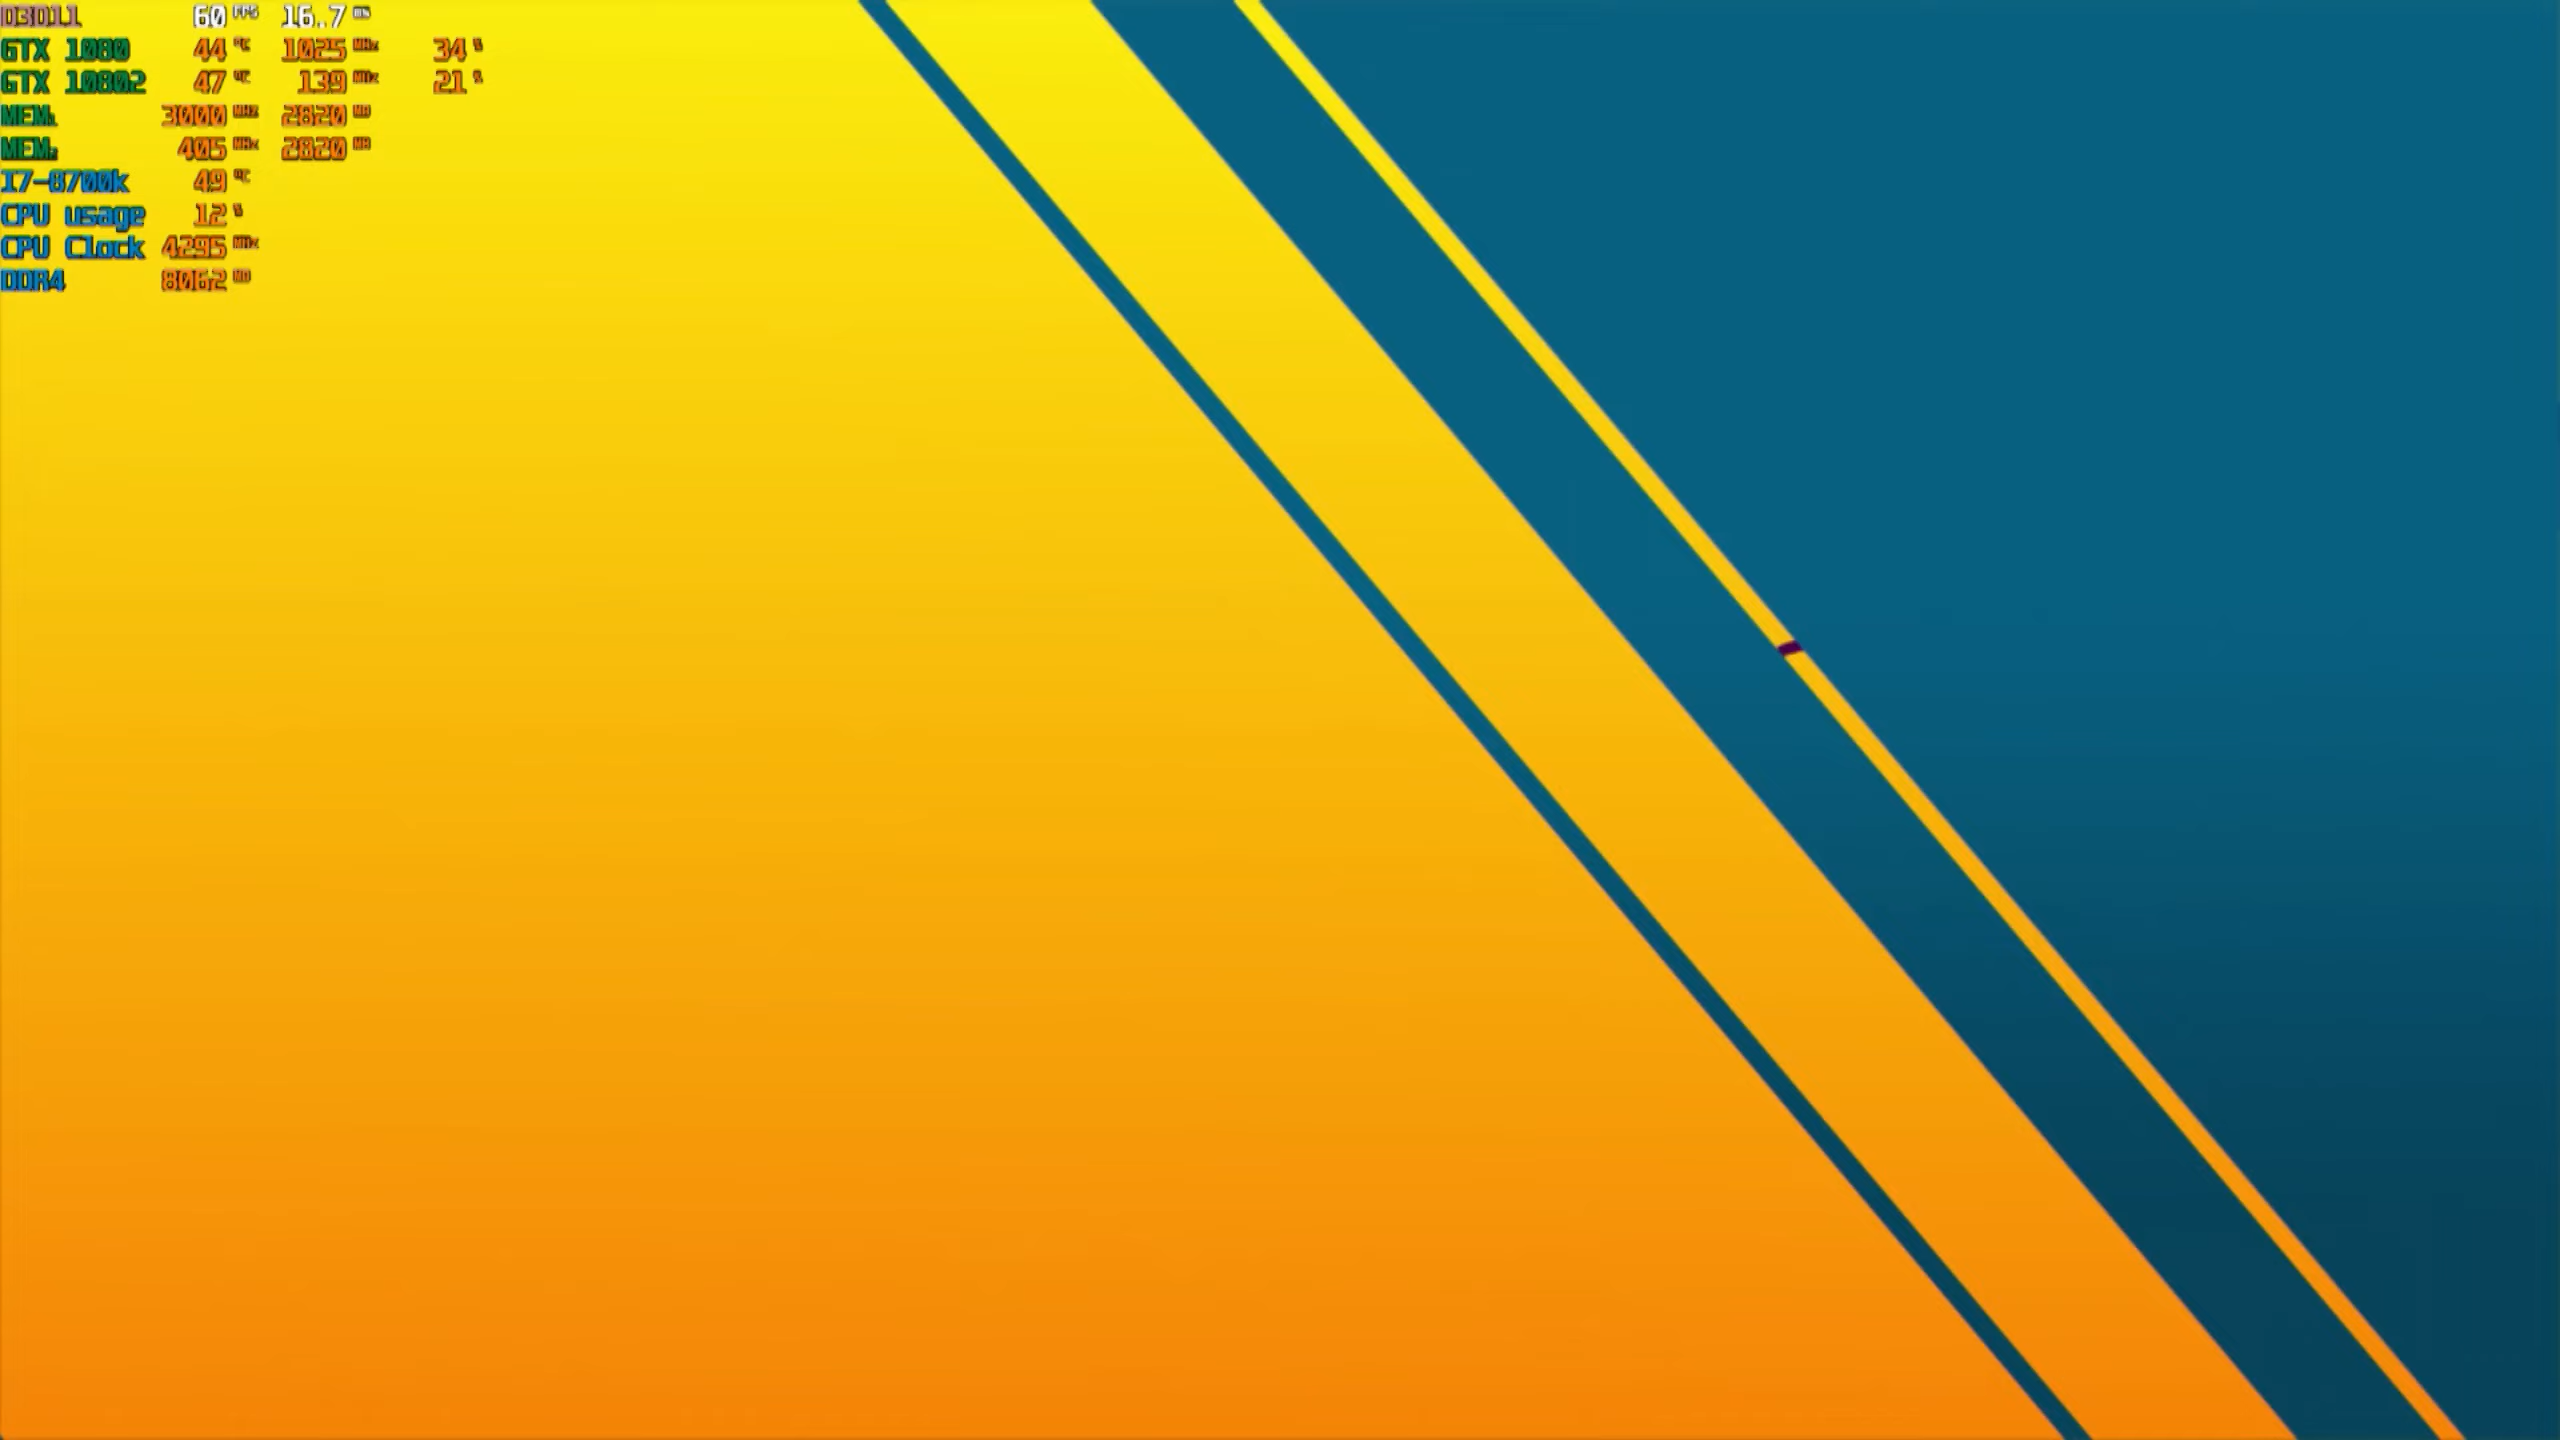 D3D11 60 FPS 16.7 ms
GTX 1080 44 °C 1025 MHz 34 %
GTX 10802 47 °C 139 MHz 21 %
MEM1 3000 MHz 2820 MB
MEM2 405 MHz 2820 MB
I7-8700k 49 °C
CPU usage 12 %
CPU Clock 4295 MHz
DDR4 8062 MB